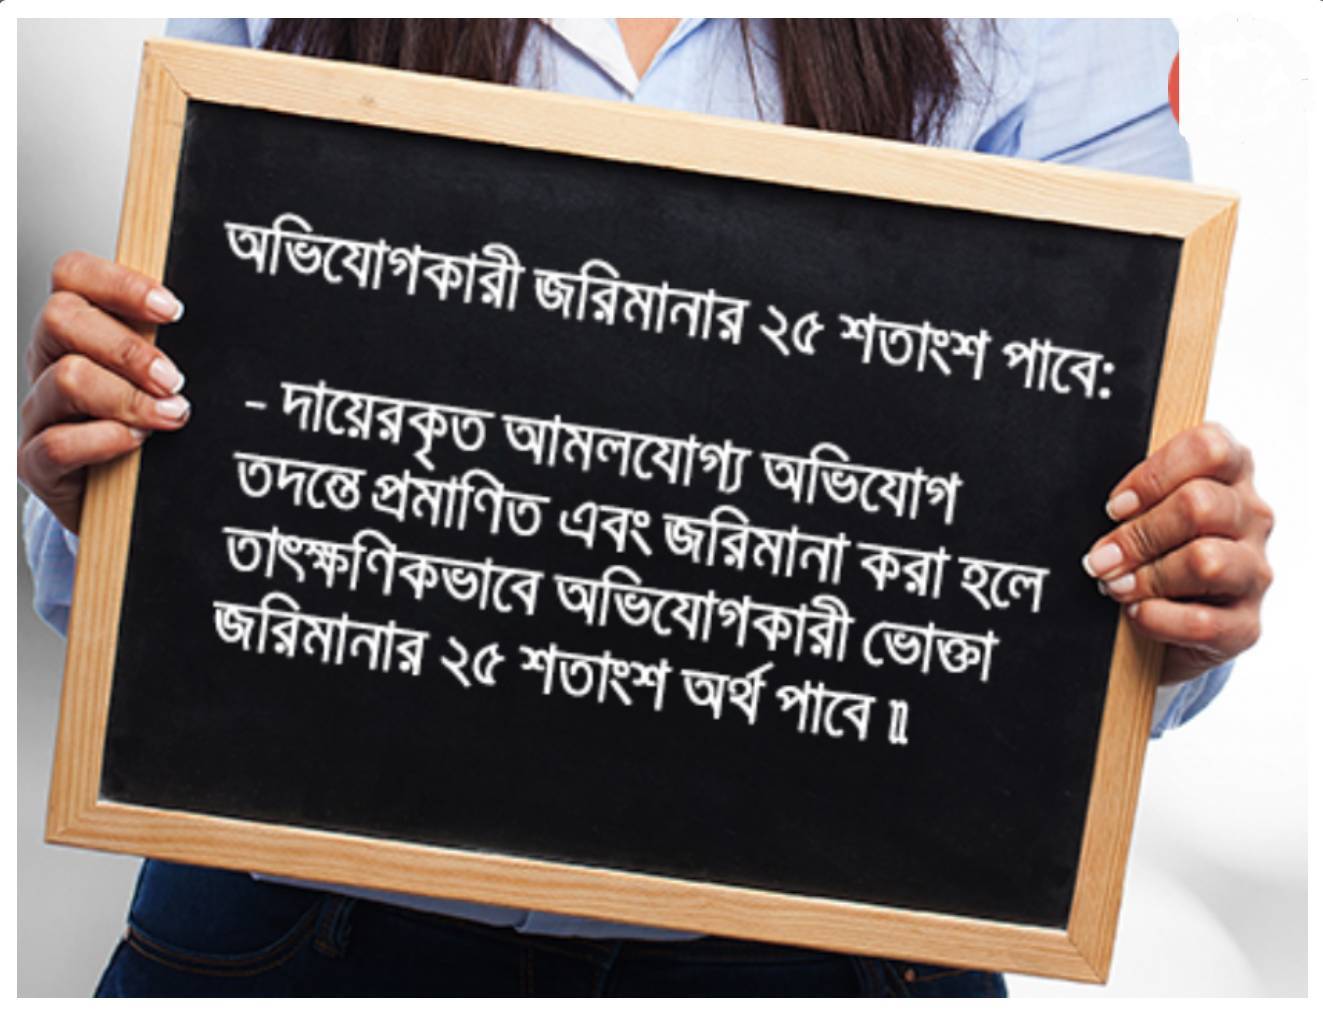 অভিযোগকারী জরিমানার ২৫ শতাংশ পাবে:
- দায়েরকৃত আমলযোগ্য অভিযোগ
তদন্তে প্রমাণিত এবং জরিমানা করা হলে
তাৎক্ষণিকভাবে অভিযোগকারী ভোক্তা
জরিমানার ২৫ শতাংশ অর্থ পাবে ॥